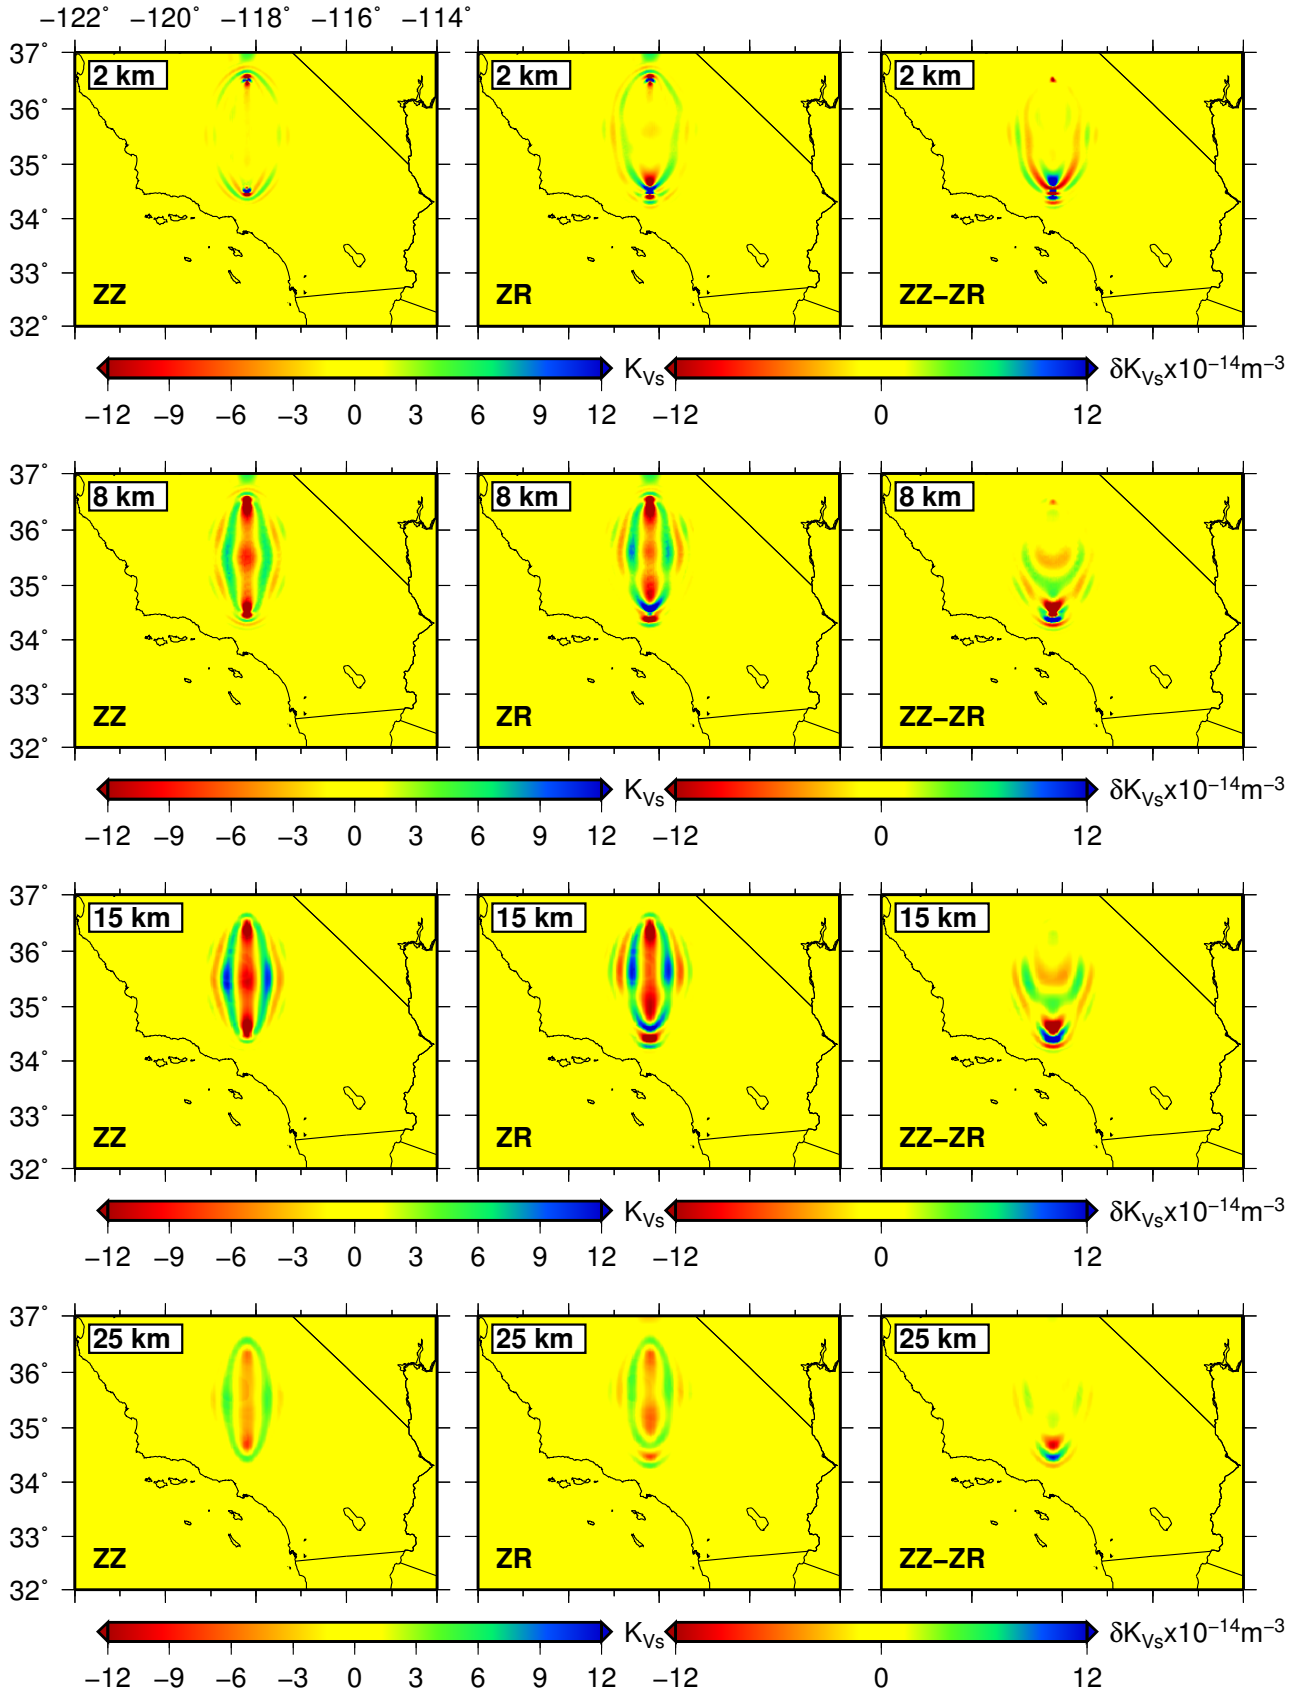 −122˚ −120˚ −118˚ −116˚ −114˚
37˚
36˚
35˚
34˚
33˚
32˚
2 km
ZZ
2 km
ZR
2 km
ZZ−ZR
−12 −9 −6 −3 0 3 6 9 12
K_Vs
−12 0 12
δK_Vs x10^−14 m^−3
37˚
36˚
35˚
34˚
33˚
32˚
8 km
ZZ
8 km
ZR
8 km
ZZ−ZR
−12 −9 −6 −3 0 3 6 9 12
K_Vs
−12 0 12
δK_Vs x10^−14 m^−3
37˚
36˚
35˚
34˚
33˚
32˚
15 km
ZZ
15 km
ZR
15 km
ZZ−ZR
−12 −9 −6 −3 0 3 6 9 12
K_Vs
−12 0 12
δK_Vs x10^−14 m^−3
37˚
36˚
35˚
34˚
33˚
32˚
25 km
ZZ
25 km
ZR
25 km
ZZ−ZR
−12 −9 −6 −3 0 3 6 9 12
K_Vs
−12 0 12
δK_Vs x10^−14 m^−3